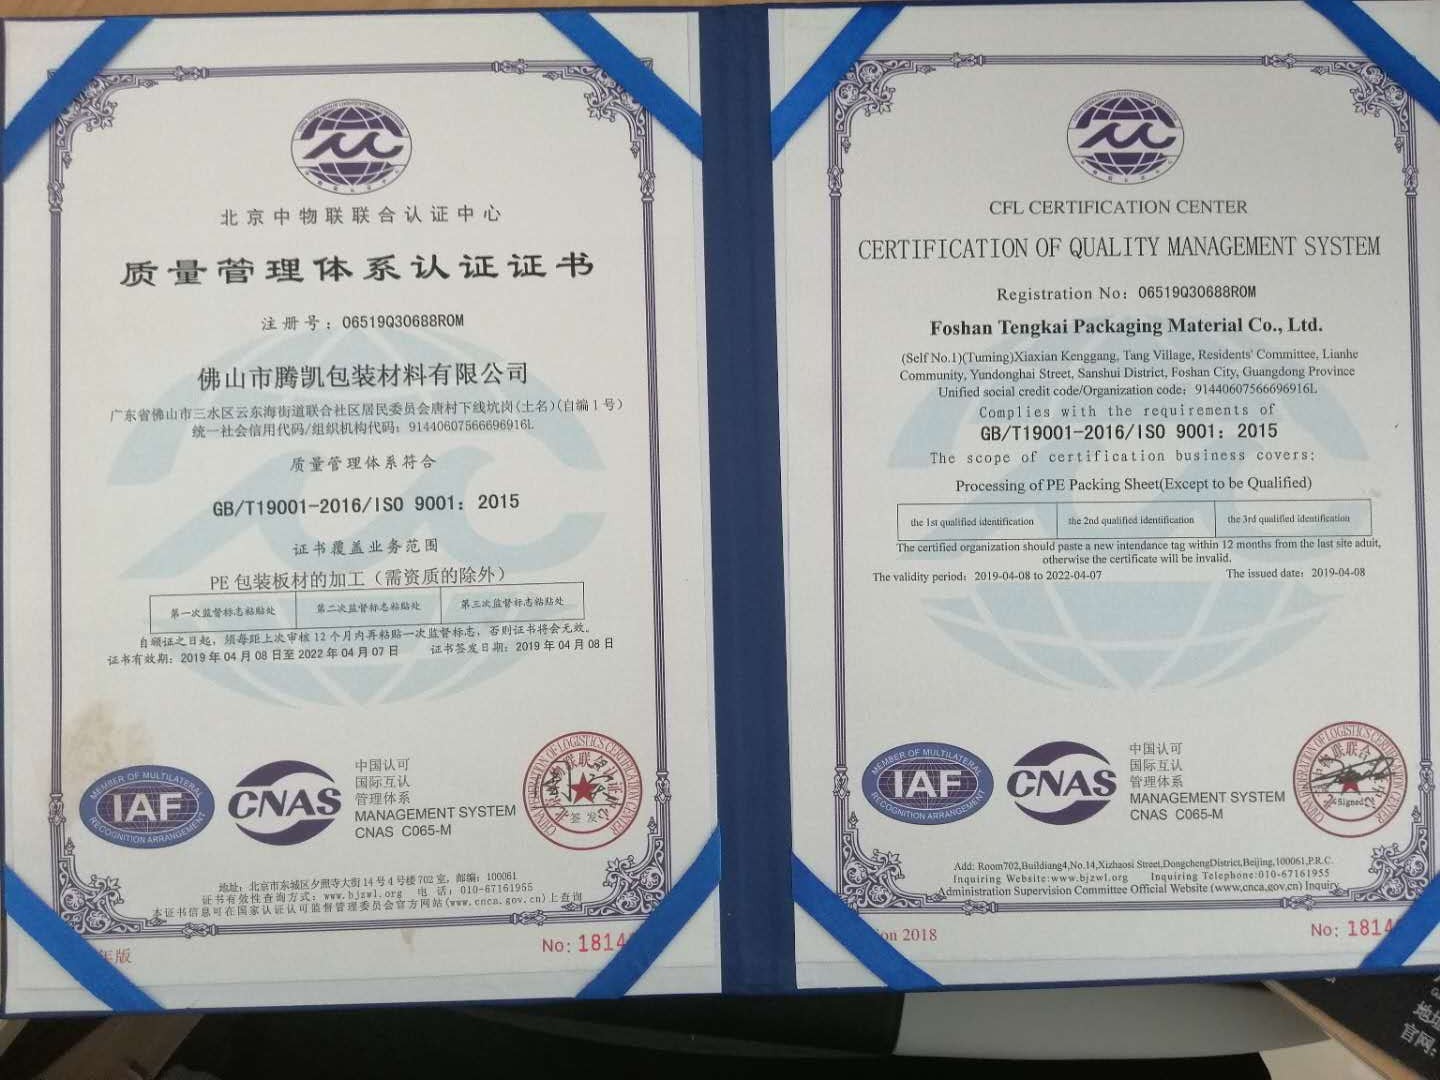 北京中物联联合认证中心
质量管理体系认证证书
注册号：06519Q30688R0M
佛山市腾凯包装材料有限公司
广东省佛山市三水区云东海街道联合社区居民委员会唐村下线坑岗(土名)(自编1号)
统一社会信用代码/组织机构代码：91440607566696916L
质量管理体系符合
GB/T19001-2016/ISO 9001：2015
证书覆盖业务范围
PE包装板材的加工（需资质的除外）
第一次监督标志粘贴处 第二次监督标志粘贴处 第三次监督标志粘贴处
自颁证之日起，须每距上次审核12个月内再粘贴一次监督标志，否则证书将会无效。
证书有效期：2019年04月08日至2022年04月07日 证书签发日期：2019年04月08日
MEMBER OF MULTILATERAL
IAF
RECOGNITION ARRANGEMENT
CNAS
中国认可
国际互认
管理体系
MANAGEMENT SYSTEM
CNAS C065-M
签发
地址：北京市东城区夕照寺大街14号4号楼702室，邮编：100061
证书有效性查询方式：www.bjzwl.org 电话：010-67161955
本证书信息可在国家认证认可监督管理委员会官方网站(www.cnca.gov.cn)上查询
年版
No: 1814
CFL CERTIFICATION CENTER
CERTIFICATION OF QUALITY MANAGEMENT SYSTEM
Registration No：06519Q30688R0M
Foshan Tengkai Packaging Material Co., Ltd.
(Self No.1)(Tuming)Xiaxian Kenggang, Tang Village, Residents' Committee, Lianhe
Community, Yundonghai Street, Sanshui District, Foshan City, Guangdong Province
Unified social credit code/Organization code：91440607566696916L
Complies with the requirements of
GB/T19001-2016/ISO 9001：2015
The scope of certification business covers:
Processing of PE Packing Sheet(Except to be Qualified)
the 1st qualified identification the 2nd qualified identification the 3rd qualified identification
The certified organization should paste a new intendance tag within 12 months from the last site aduit,
otherwise the certificate will be invalid.
The validity period：2019-04-08 to 2022-04-07 The issued date：2019-04-08
MEMBER OF MULTILATERAL
IAF
RECOGNITION ARRANGEMENT
CNAS
中国认可
国际互认
管理体系
MANAGEMENT SYSTEM
CNAS C065-M
Signed
Add: Room702,Buildiang4,No.14,Xizhaosi Street,DongchengDistrict,Beijing,100061,P.R.C.
Inquiring Website:www.bjzwl.org Inquiring Telephone:010-67161955
Administration Supervision Committee Official Website (www.cnca.gov.cn) Inquiry
on 2018
No: 1814
地址
官网: